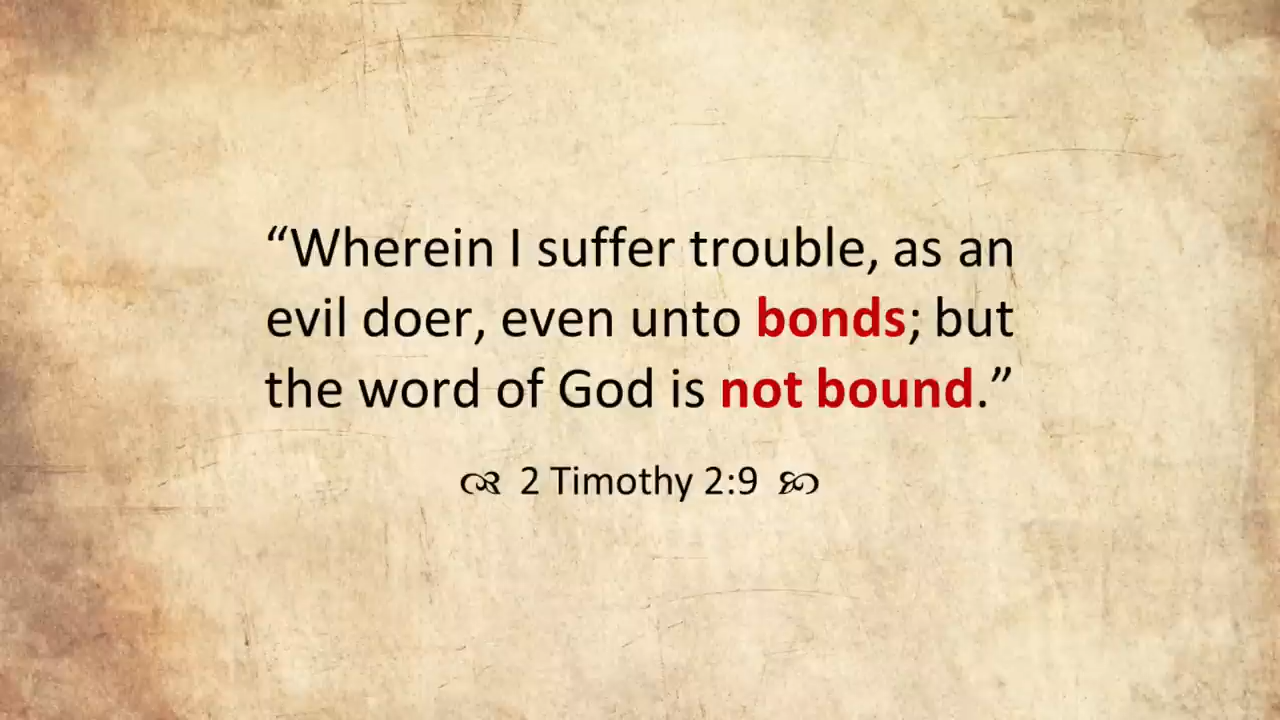 “Wherein I suffer trouble, as an
evil doer, even unto bonds; but
the word of God is not bound.”
2 Timothy 2:9